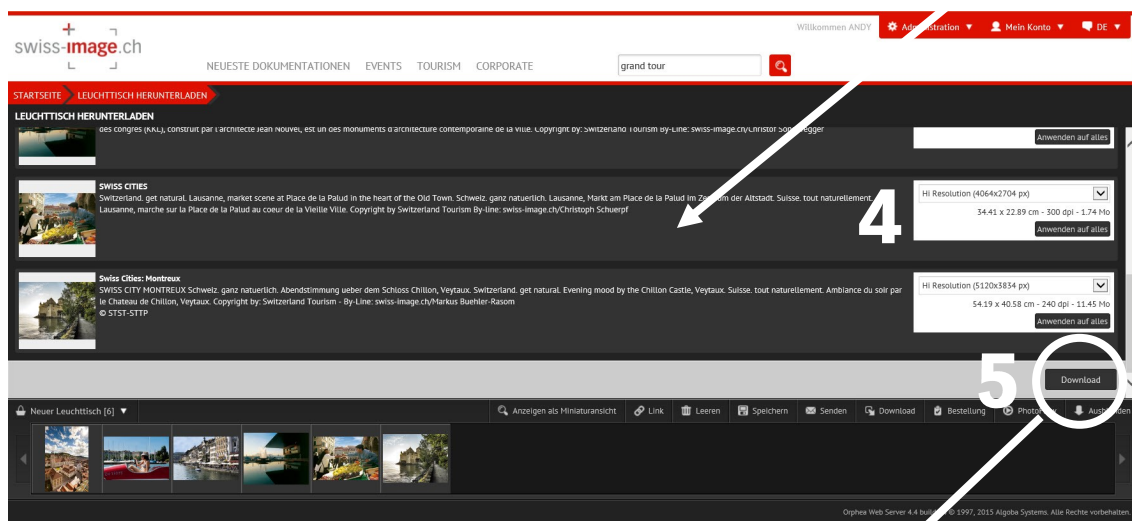 Willkommen ANDY
Administration
Mein Konto
DE
swiss-image.ch
NEUESTE DOKUMENTATIONEN EVENTS TOURISM CORPORATE
grand tour
STARTSEITE LEUCHTTISCH HERUNTERLADEN
LEUCHTTISCH HERUNTERLADEN
des congrès (KKL), construit par l'architecte Jean Nouvel, est un des monuments d'architecture contemporaine de la ville. Copyright by: Switzerland Tourism By-Line: swiss-image.ch/Christof
Anwenden auf alles
SWISS CITIES
Switzerland. get natural. Lausanne, market scene at Place de la Palud in the heart of the Old Town. Schweiz. ganz natuerlich. Lausanne, Markt am Place de la Palud im Zentrum der Altstadt. Suisse. tout naturellement.
Lausanne, marche sur la Place de la Palud au coeur de la Vieille Ville. Copyright by Switzerland Tourism By-line: swiss-image.ch/Christoph Schuerpf
4
Hi Resolution (4064x2704 px)
34.41 x 22.89 cm - 300 dpi - 1.74 Mo
Anwenden auf alles
Swiss Cities: Montreux
SWISS CITY MONTREUX Schweiz. ganz natuerlich. Abendstimmung ueber dem Schloss Chillon, Veytaux. Switzerland. get natural. Evening mood by the Chillon Castle, Veytaux. Suisse. tout naturellement. Ambiance du soir par
le Chateau de Chillon, Veytaux. Copyright by: Switzerland Tourism - By-Line: swiss-image.ch/Markus Buehler-Rasom
© STST-STTP
Hi Resolution (5120x3834 px)
54.19 x 40.58 cm - 240 dpi - 11.45 Mo
Anwenden auf alles
5
Download
Neuer Leuchttisch [6]
Anzeigen als Miniaturansicht Link Leeren Speichern Senden Download Bestellung Ausblenden
Orphea Web Server 4.4 © 1997, 2015 Algoba Systems. Alle Rechte vorbehalten.